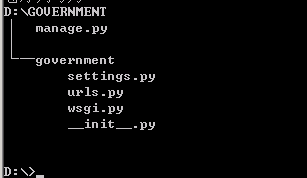 D:\GOVERNMENT
manage.py
government
settings.py
urls.py
wsgi.py
__init__.py
D:\>